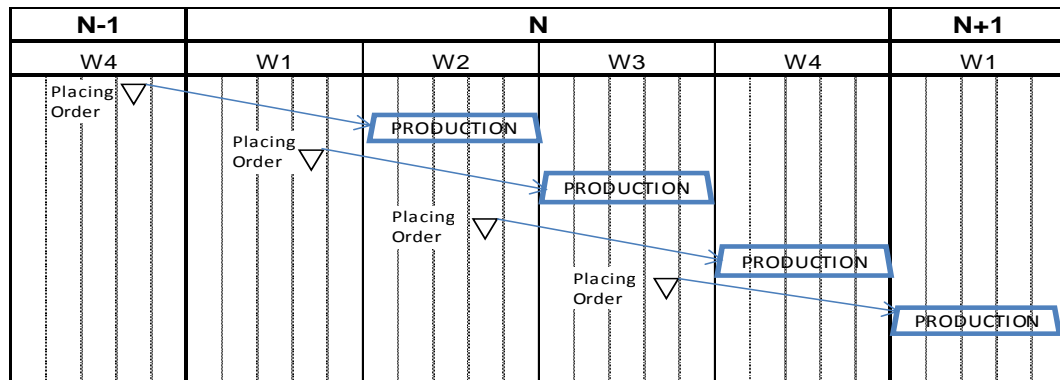 N-1 N N+1
W4 W1 W2 W3 W4 W1
Placing
Order
PRODUCTION
Placing
Order
PRODUCTION
Placing
Order
PRODUCTION
Placing
Order
PRODUCTION